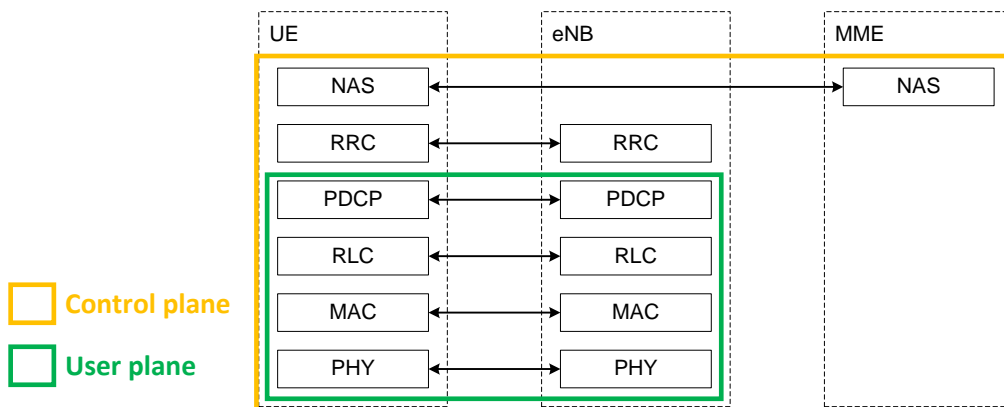 UE eNB MME
NAS NAS
RRC RRC
PDCP PDCP
RLC RLC
Control plane MAC MAC
User plane PHY PHY